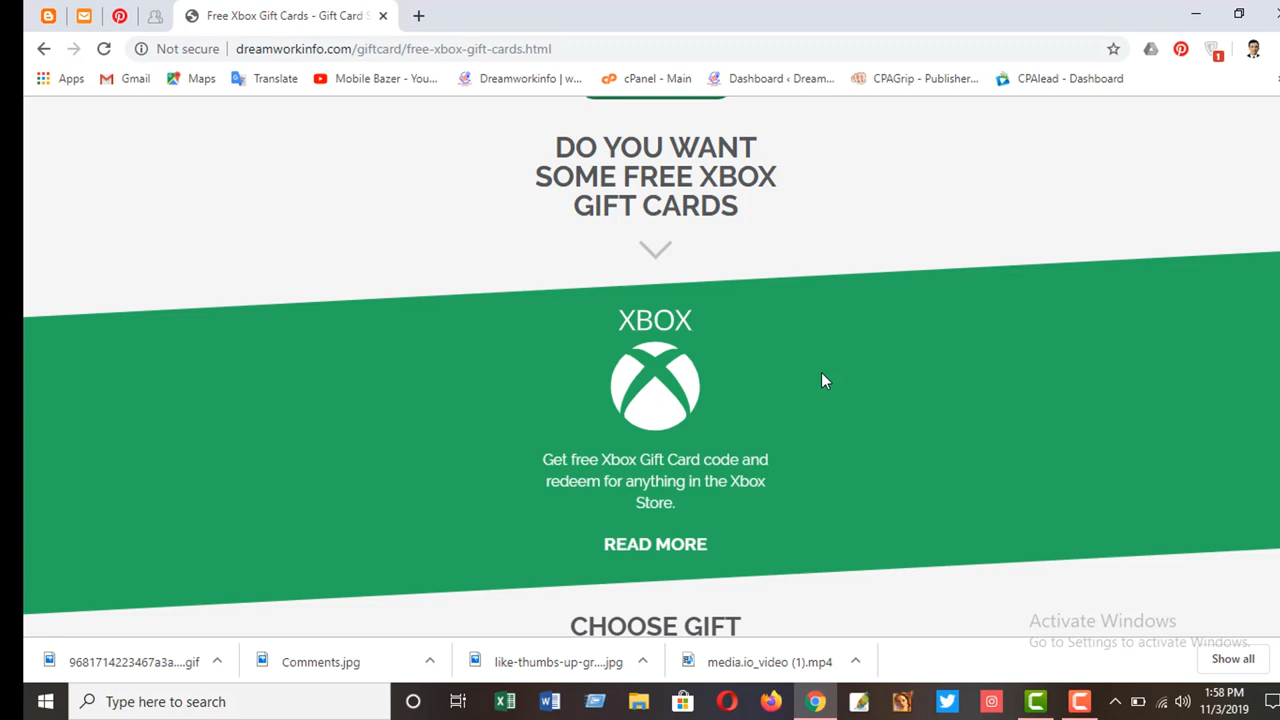 Free Xbox Gift Cards - Gift Card S
Not secure
dreamworkinfo.com/giftcard/free-xbox-gift-cards.html
1
Apps
Gmail
Maps
Translate
Mobile Bazer - You...
Dreamworkinfo | w...
cPanel - Main
Dashboard ‹ Dream...
CPAGrip - Publisher...
CPAlead - Dashboard
DO YOU WANT
SOME FREE XBOX
GIFT CARDS
XBOX
Get free Xbox Gift Card code and
redeem for anything in the Xbox
Store.
READ MORE
CHOOSE GIFT
Activate Windows
Go to Settings to activate Windows.
9681714223467a3a....gif
Comments.jpg
like-thumbs-up-gr....jpg
media.io_video (1).mp4
Show all
Type here to search
1:58 PM
11/3/2019